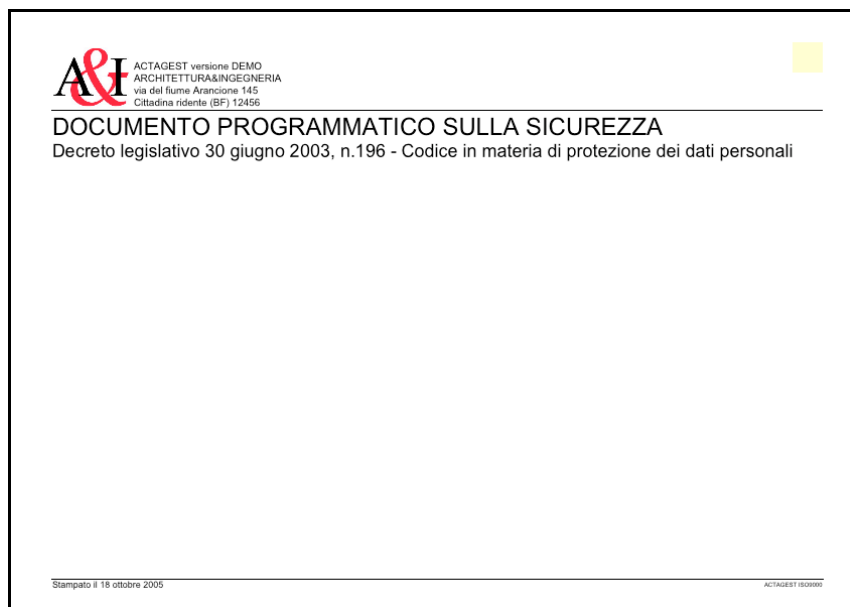 A&I
ACTAGEST versione DEMO
ARCHITETTURA&INGEGNERIA
via del fiume Arancione 145
Cittadina ridente (BF) 12456
DOCUMENTO PROGRAMMATICO SULLA SICUREZZA
Decreto legislativo 30 giugno 2003, n.196 - Codice in materia di protezione dei dati personali
Stampato il 18 ottobre 2005
ACTAGEST ISO9000